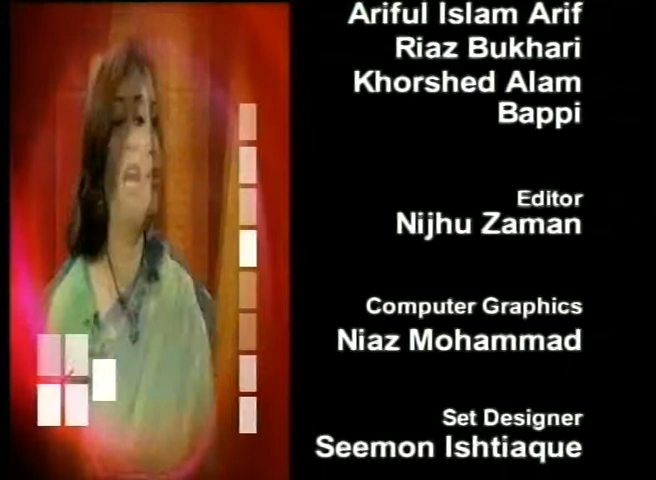 Ariful Islam Arif
Riaz Bukhari
Khorshed Alam
Bappi
Editor
Nijhu Zaman
Computer Graphics
Niaz Mohammad
Set Designer
Seemon Ishtiaque